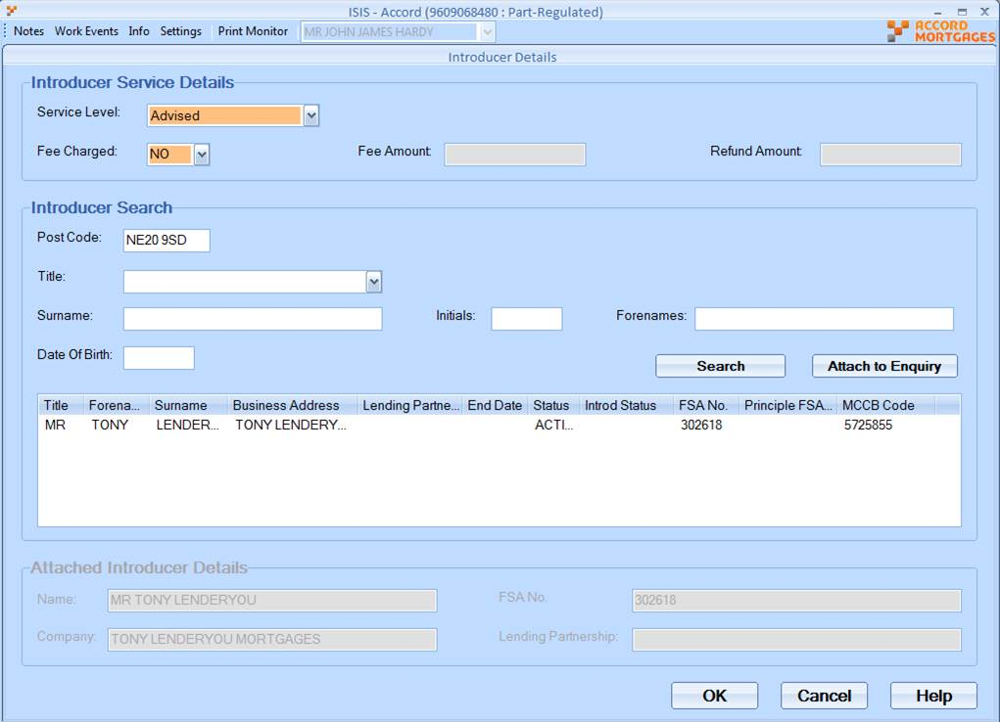 ISIS - Accord (9609068480 : Part-Regulated)
Notes Work Events Info Settings Print Monitor MR JOHN JAMES HARDY ACCORD MORTGAGES
Introducer Details
Introducer Service Details
Service Level: Advised
Fee Charged: NO Fee Amount: Refund Amount:
Introducer Search
Post Code: NE20 9SD
Title:
Surname: Initials: Forenames:
Date Of Birth:
Search Attach to Enquiry
Title Forena... Surname Business Address Lending Partne... End Date Status Introd Status FSA No. Principle FSA... MCCB Code
MR TONY LENDER... TONY LENDERY... ACTI... 302618 5725855
Attached Introducer Details
Name: MR TONY LENDERYOU FSA No. 302618
Company: TONY LENDERYOU MORTGAGES Lending Partnership:
OK Cancel Help